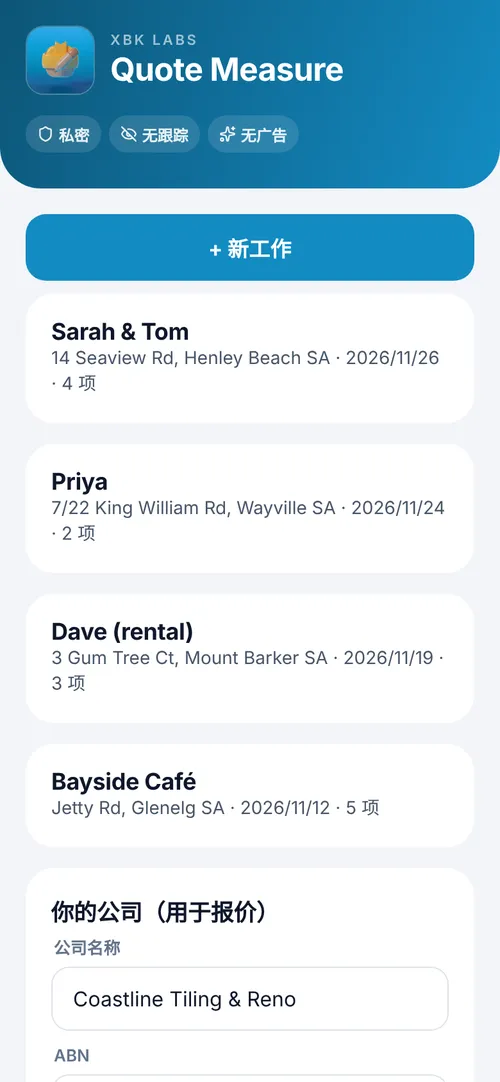 XBK LABS
Quote Measure
私密
无跟踪
无广告
+ 新工作
Sarah & Tom
14 Seaview Rd, Henley Beach SA · 2026/11/26
· 4 项
Priya
7/22 King William Rd, Wayville SA · 2026/11/24
· 2 项
Dave (rental)
3 Gum Tree Ct, Mount Barker SA · 2026/11/19 ·
3 项
Bayside Café
Jetty Rd, Glenelg SA · 2026/11/12 · 5 项
你的公司（用于报价）
公司名称
Coastline Tiling & Reno
ABN